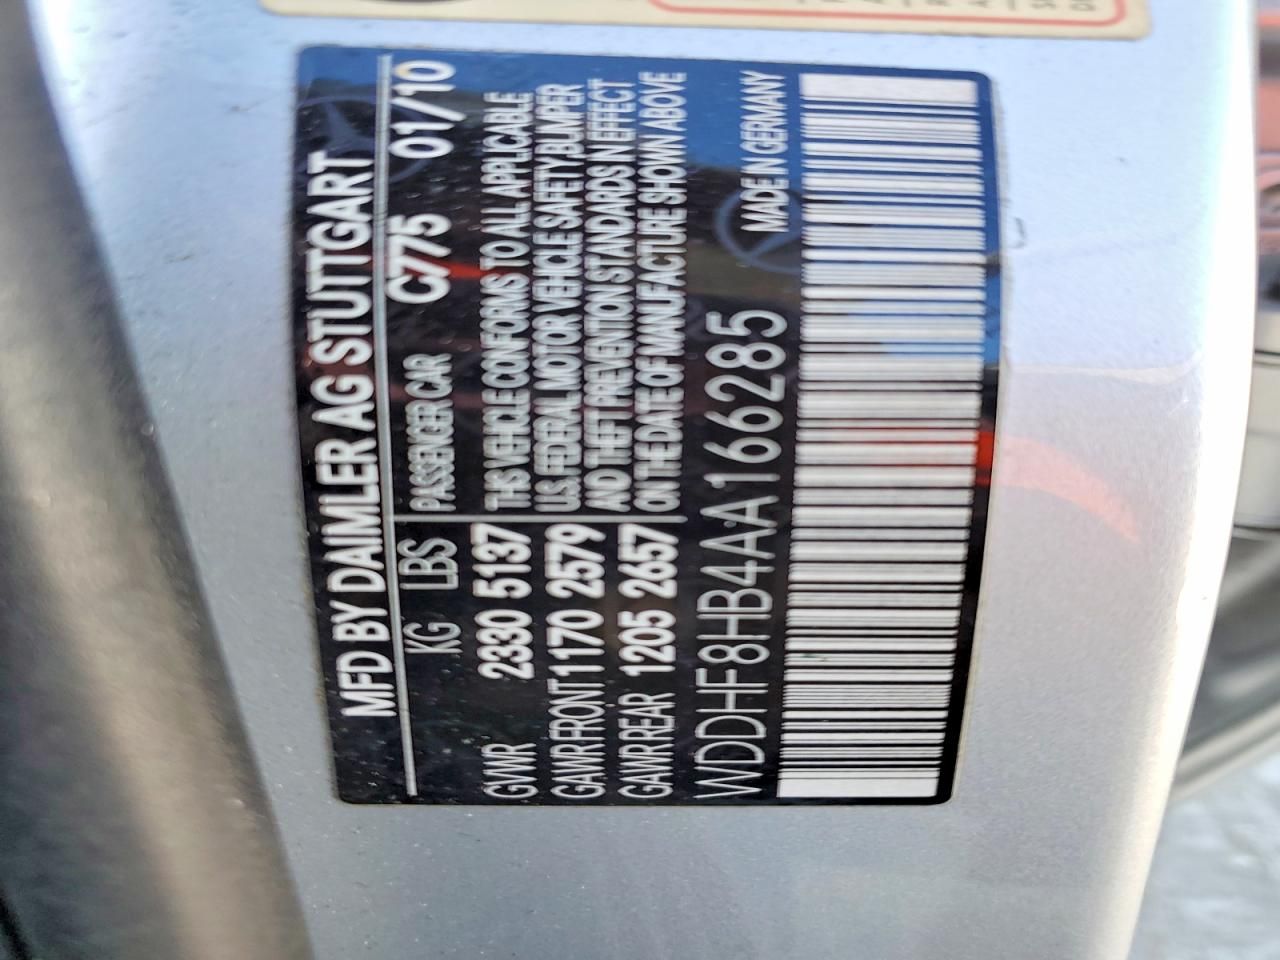 MFD BY DAIMLER AG STUTTGART
KG LBS PASSENGER CAR C775 01/10
GVWR 2330 5137 THIS VEHICLE CONFORMS TO ALL APPLICABLE
GAWR FRONT 1170 2579 U.S. FEDERAL MOTOR VEHICLE SAFETY, BUMPER
GAWR REAR 1205 2657 AND THEFT PREVENTION STANDARDS IN EFFECT
ON THE DATE OF MANUFACTURE SHOWN ABOVE
WDDHF8HB4AA166285 MADE IN GERMANY